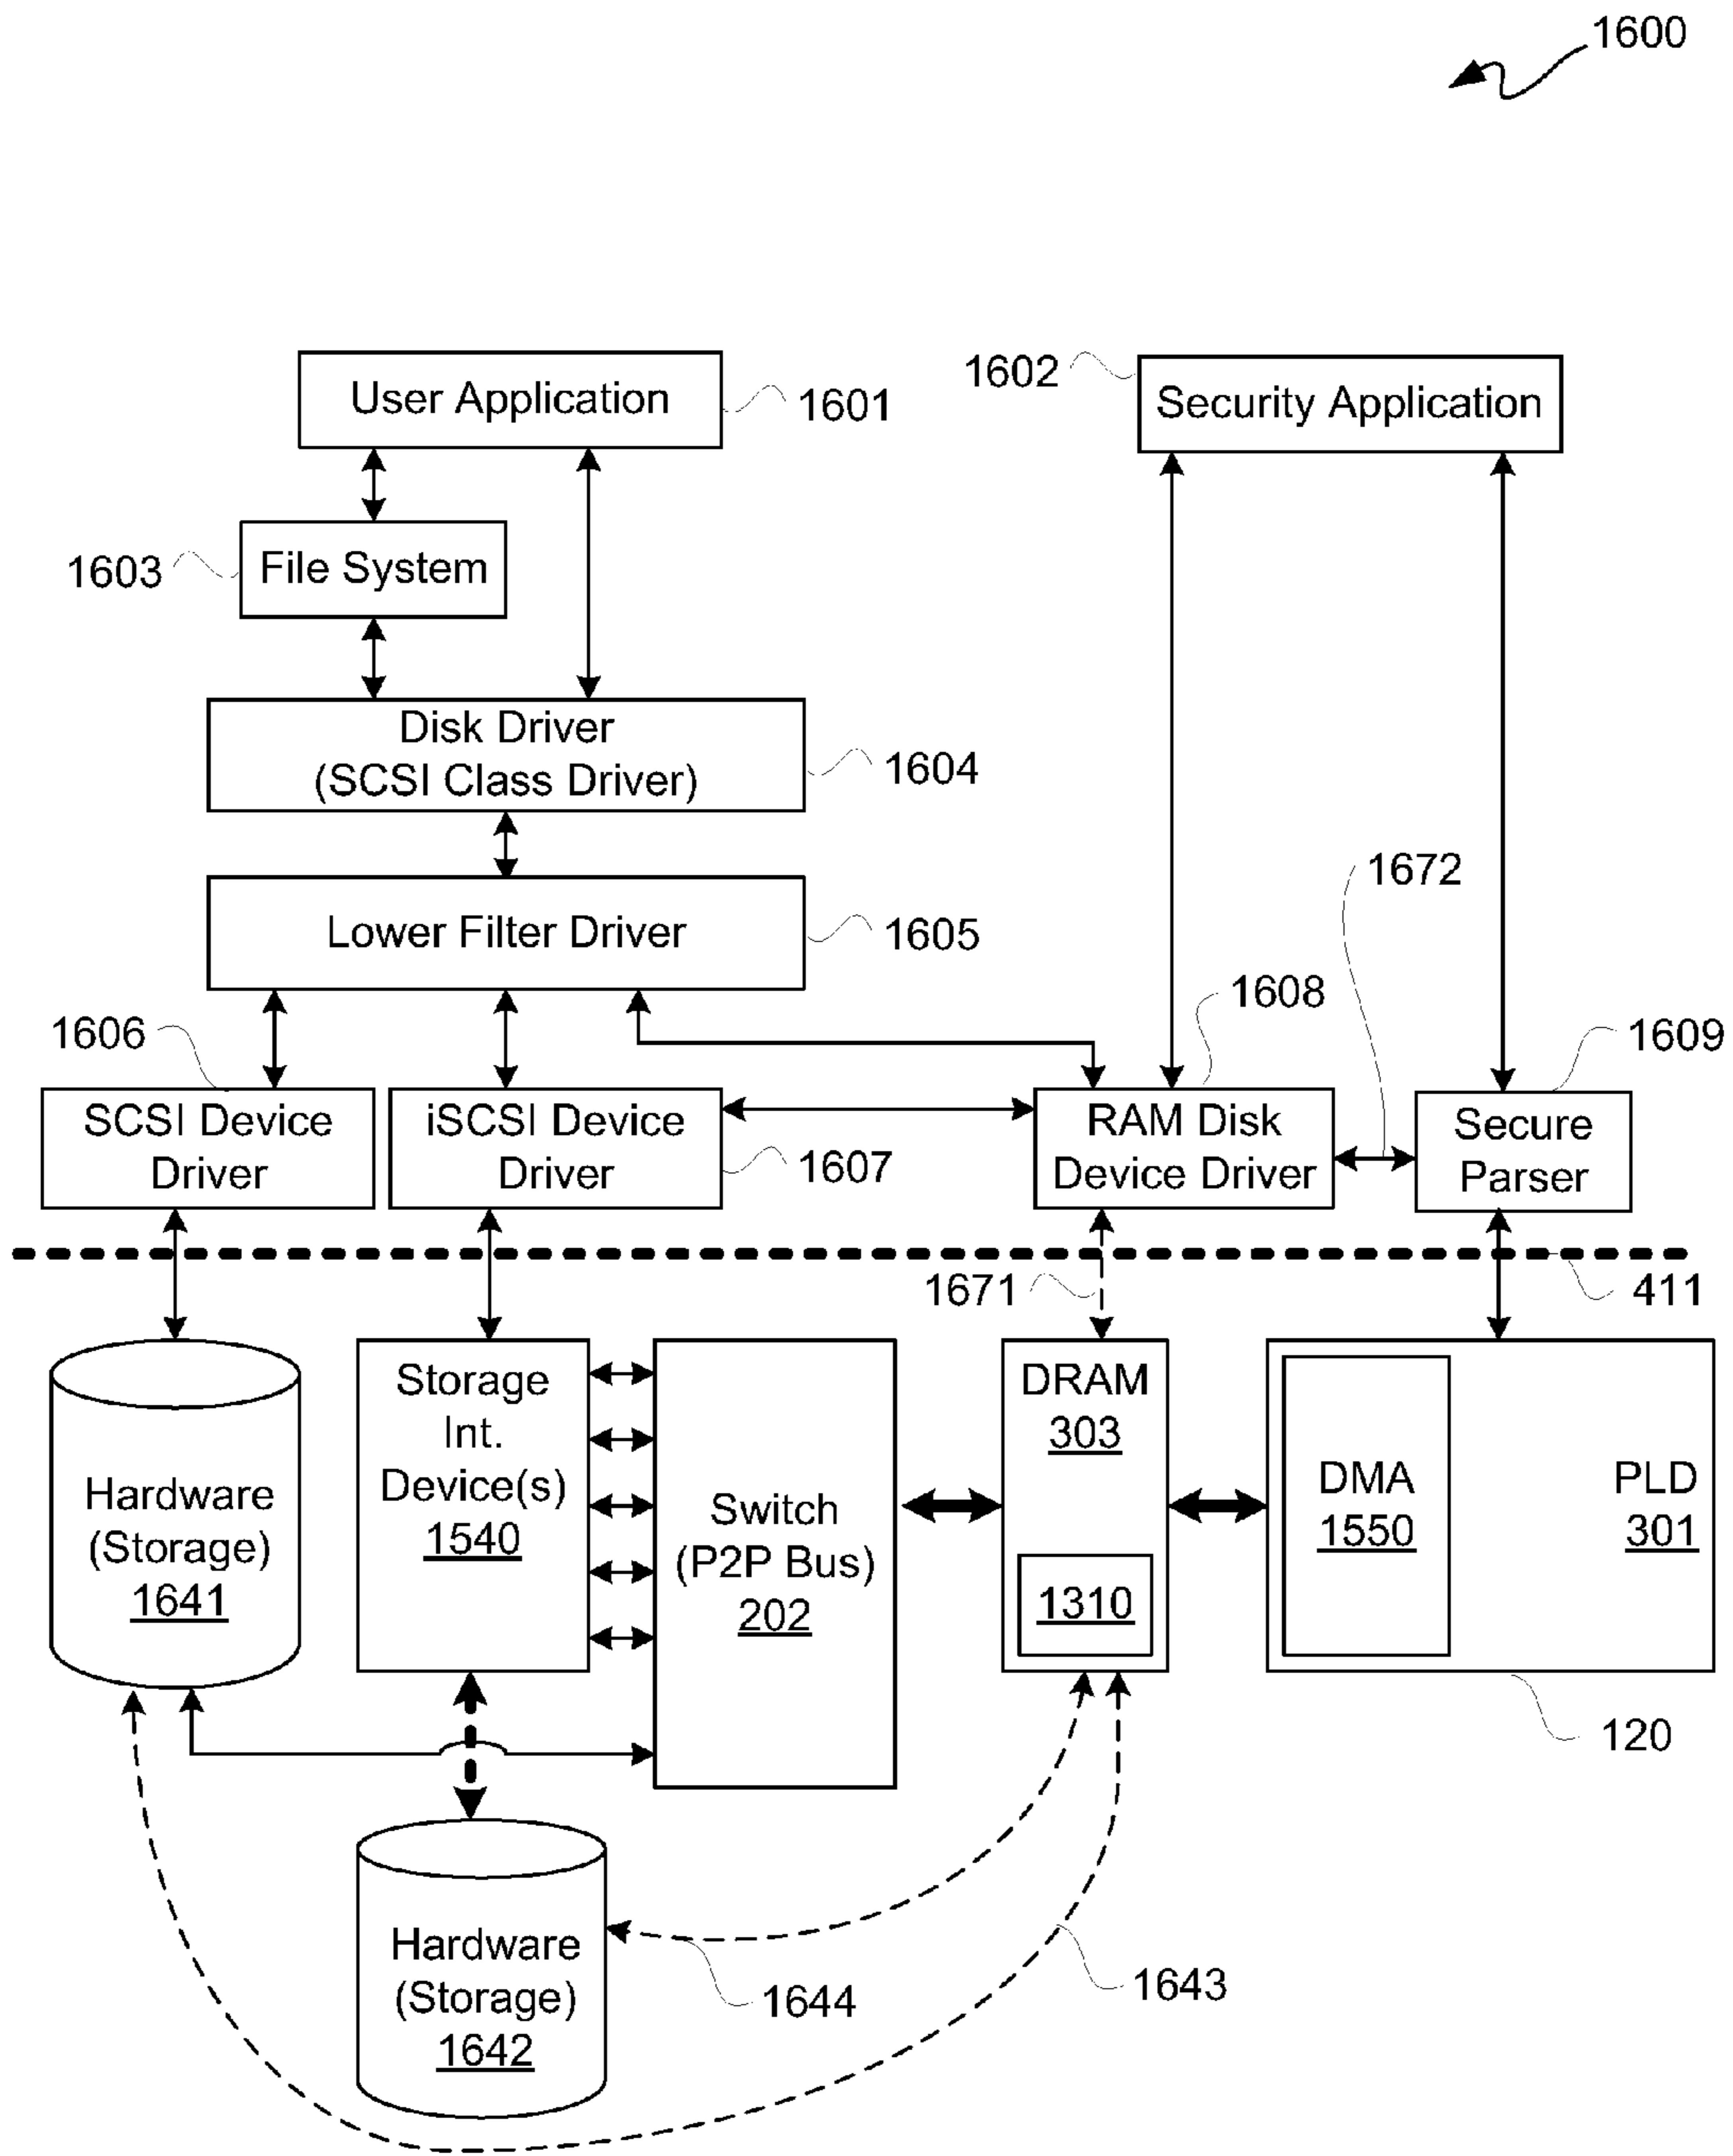 1600
User Application
1601
1602
Security Application
1603
File System
Disk Driver
(SCSI Class Driver)
1604
1672
Lower Filter Driver
1605
1608
1606
1609
SCSI Device
Driver
iSCSI Device
Driver
1607
RAM Disk
Device Driver
Secure
Parser
1671
411
Hardware
(Storage)
1641
Storage
Int.
Device(s)
1540
Switch
(P2P Bus)
202
DRAM
303
1310
DMA
1550
PLD
301
120
Hardware
(Storage)
1642
1644
1643